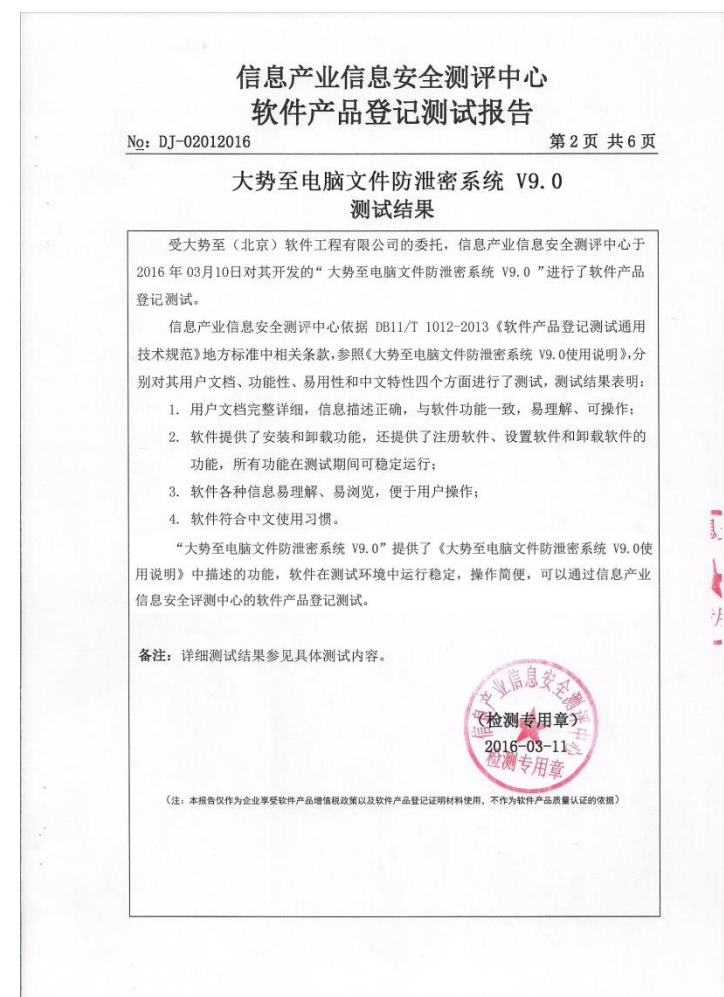 信息产业信息安全测评中心
软件产品登记测试报告
No: DJ-02012016 第2页 共6页
大势至电脑文件防泄密系统 V9.0
测试结果
受大势至（北京）软件工程有限公司的委托，信息产业信息安全测评中心于
2016 年 03月10日对其开发的“ 大势至电脑文件防泄密系统 V9.0 ”进行了软件产品
登记测试。
信息产业信息安全测评中心依据 DB11/T 1012-2013《软件产品登记测试通用
技术规范》地方标准中相关条款，参照《大势至电脑文件防泄密系统 V9.0使用说明》，分
别对其用户文档、功能性、易用性和中文特性四个方面进行了测试，测试结果表明：
1. 用户文档完整详细，信息描述正确，与软件功能一致，易理解、可操作；
2. 软件提供了安装和卸载功能，还提供了注册软件、设置软件和卸载软件的
功能，所有功能在测试期间可稳定运行；
3. 软件各种信息易理解、易浏览，便于用户操作；
4. 软件符合中文使用习惯。
“大势至电脑文件防泄密系统 V9.0”提供了《大势至电脑文件防泄密系统 V9.0使
用说明》中描述的功能，软件在测试环境中运行稳定，操作简便，可以通过信息产业
信息安全评测中心的软件产品登记测试。
备注：详细测试结果参见具体测试内容。
信息产业信息安全测评中心
（检测专用章）
2016-03-11
检测专用章
（注：本报告仅作为企业享受软件产品增值税政策以及软件产品登记证明材料使用，不作为软件产品质量认证的依据）